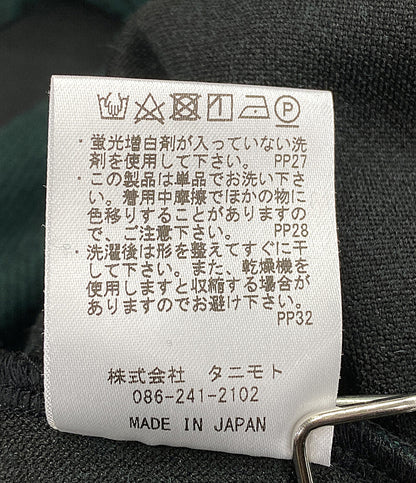 ・蛍光増白剤が入っていない洗
剤を使用して下さい。 PP27
・この製品は単品でお洗い下さ
い。着用中摩擦でほかの物に
色移りすることがありますの
で、ご注意下さい。 PP28
・洗濯後は形を整えてすぐに干
して下さい。また、乾燥機を
使用しますと収縮する場合が
ありますのでお避け下さい。
PP32
株式会社 タニモト
086-241-2102
MADE IN JAPAN